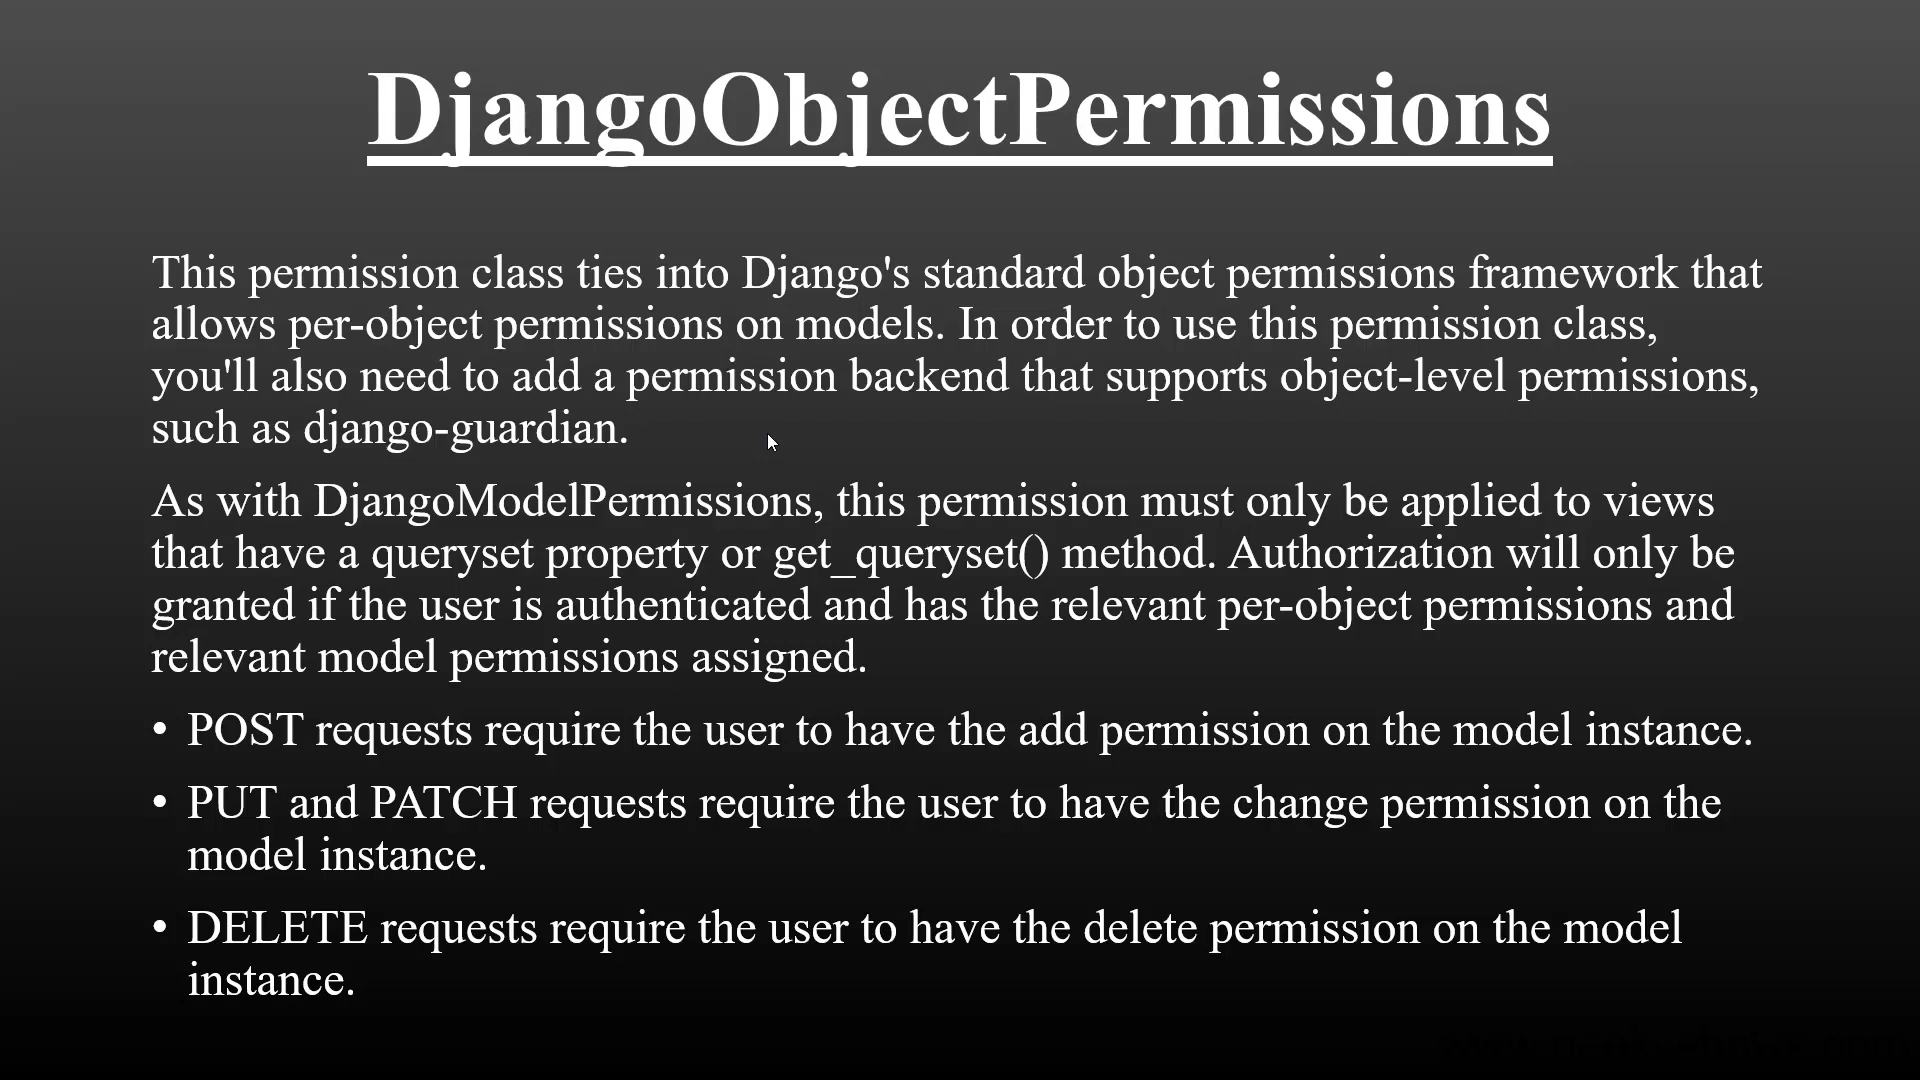 DjangoObjectPermissions
This permission class ties into Django's standard object permissions framework that
allows per-object permissions on models. In order to use this permission class,
you'll also need to add a permission backend that supports object-level permissions,
such as django-guardian.
As with DjangoModelPermissions, this permission must only be applied to views
that have a queryset property or get_queryset() method. Authorization will only be
granted if the user is authenticated and has the relevant per-object permissions and
relevant model permissions assigned.
• POST requests require the user to have the add permission on the model instance.
• PUT and PATCH requests require the user to have the change permission on the
model instance.
• DELETE requests require the user to have the delete permission on the model
instance.